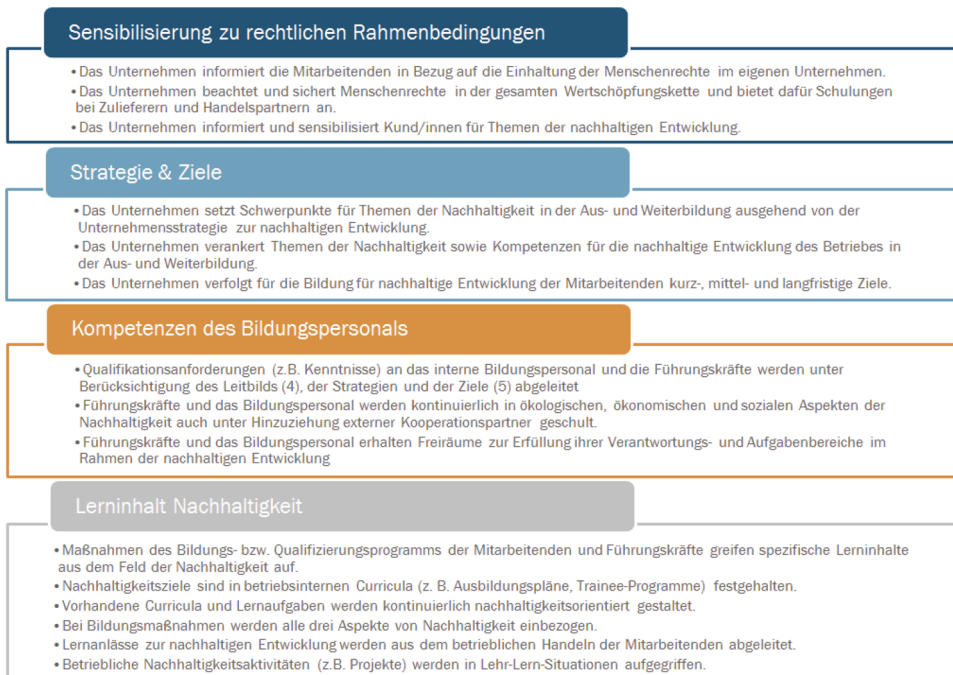 Sensibilisierung zu rechtlichen Rahmenbedingungen
• Das Unternehmen informiert die Mitarbeitenden in Bezug auf die Einhaltung der Menschenrechte im eigenen Unternehmen.
• Das Unternehmen beachtet und sichert Menschenrechte in der gesamten Wertschöpfungskette und bietet dafür Schulungen
bei Zulieferern und Handelspartnern an.
• Das Unternehmen informiert und sensibilisiert Kund/innen für Themen der nachhaltigen Entwicklung.
Strategie & Ziele
• Das Unternehmen setzt Schwerpunkte für Themen der Nachhaltigkeit in der Aus- und Weiterbildung ausgehend von der
Unternehmensstrategie zur nachhaltigen Entwicklung.
• Das Unternehmen verankert Themen der Nachhaltigkeit sowie Kompetenzen für die nachhaltige Entwicklung des Betriebes in
der Aus- und Weiterbildung.
• Das Unternehmen verfolgt für die Bildung für nachhaltige Entwicklung der Mitarbeitenden kurz-, mittel- und langfristige Ziele.
Kompetenzen des Bildungspersonals
• Qualifikationsanforderungen (z.B. Kenntnisse) an das interne Bildungspersonal und die Führungskräfte werden unter
Berücksichtigung des Leitbilds (4), der Strategien und der Ziele (5) abgeleitet
• Führungskräfte und das Bildungspersonal werden kontinuierlich in ökologischen, ökonomischen und sozialen Aspekten der
Nachhaltigkeit auch unter Hinzuziehung externer Kooperationspartner geschult.
• Führungskräfte und das Bildungspersonal erhalten Freiräume zur Erfüllung ihrer Verantwortungs- und Aufgabenbereiche im
Rahmen der nachhaltigen Entwicklung
Lerninhalt Nachhaltigkeit
• Maßnahmen des Bildungs- bzw. Qualifizierungsprogramms der Mitarbeitenden und Führungskräfte greifen spezifische Lerninhalte
aus dem Feld der Nachhaltigkeit auf.
• Nachhaltigkeitsziele sind in betriebsinternen Curricula (z. B. Ausbildungspläne, Trainee-Programme) festgehalten.
• Vorhandene Curricula und Lernaufgaben werden kontinuierlich nachhaltigkeitsorientiert gestaltet.
• Bei Bildungsmaßnahmen werden alle drei Aspekte von Nachhaltigkeit einbezogen.
• Lernanlässe zur nachhaltigen Entwicklung werden aus dem betrieblichen Handeln der Mitarbeitenden abgeleitet.
• Betriebliche Nachhaltigkeitsaktivitäten (z.B. Projekte) werden in Lehr-Lern-Situationen aufgegriffen.